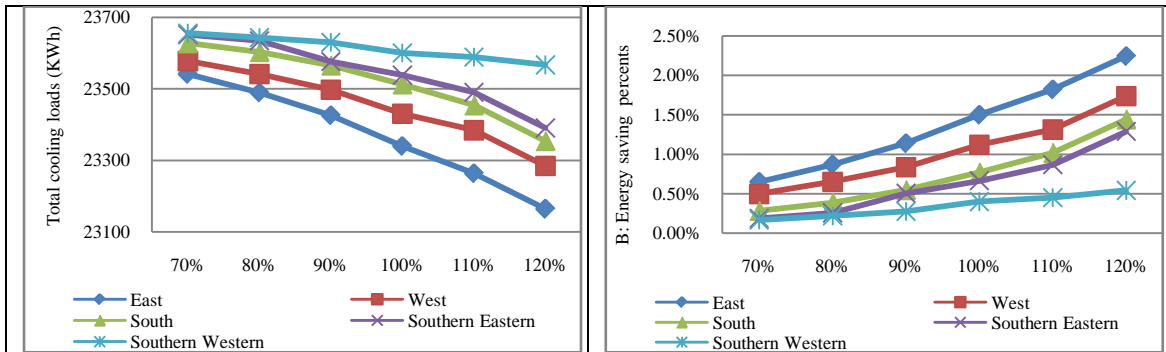 Total cooling loads (KWh)
23700
23500
23300
23100
70% 80% 90% 100% 110% 120%
East West
South Southern Eastern
Southern Western
B: Energy saving percents
2.50%
2.00%
1.50%
1.00%
0.50%
0.00%
70% 80% 90% 100% 110% 120%
East West
South Southern Eastern
Southern Western